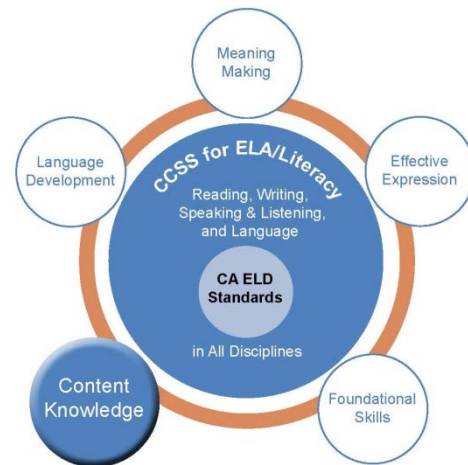 Meaning
Making
Language
Development
Effective
Expression
CCSS for ELA/Literacy
Reading, Writing,
Speaking & Listening,
and Language
CA ELD
Standards
in All Disciplines
Content
Knowledge
Foundational
Skills